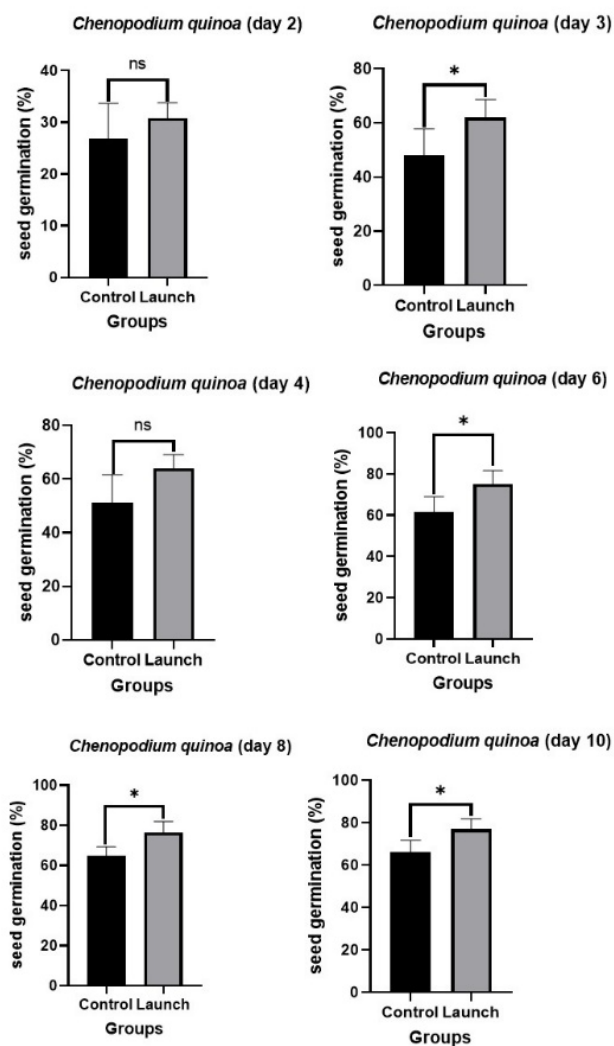 Chenopodium quinoa (day 2)
ns
40
30
20
10
0
seed germination (%)
Control Launch
Groups
Chenopodium quinoa (day 3)
*
80
60
40
20
0
seed germination (%)
Control Launch
Groups
Chenopodium quinoa (day 4)
ns
80
60
40
20
0
seed germination (%)
Control Launch
Groups
Chenopodium quinoa (day 6)
*
100
80
60
40
20
0
seed germination (%)
Control Launch
Groups
Chenopodium quinoa (day 8)
*
100
80
60
40
20
0
seed germination (%)
Control Launch
Groups
Chenopodium quinoa (day 10)
*
100
80
60
40
20
0
seed germination (%)
Control Launch
Groups